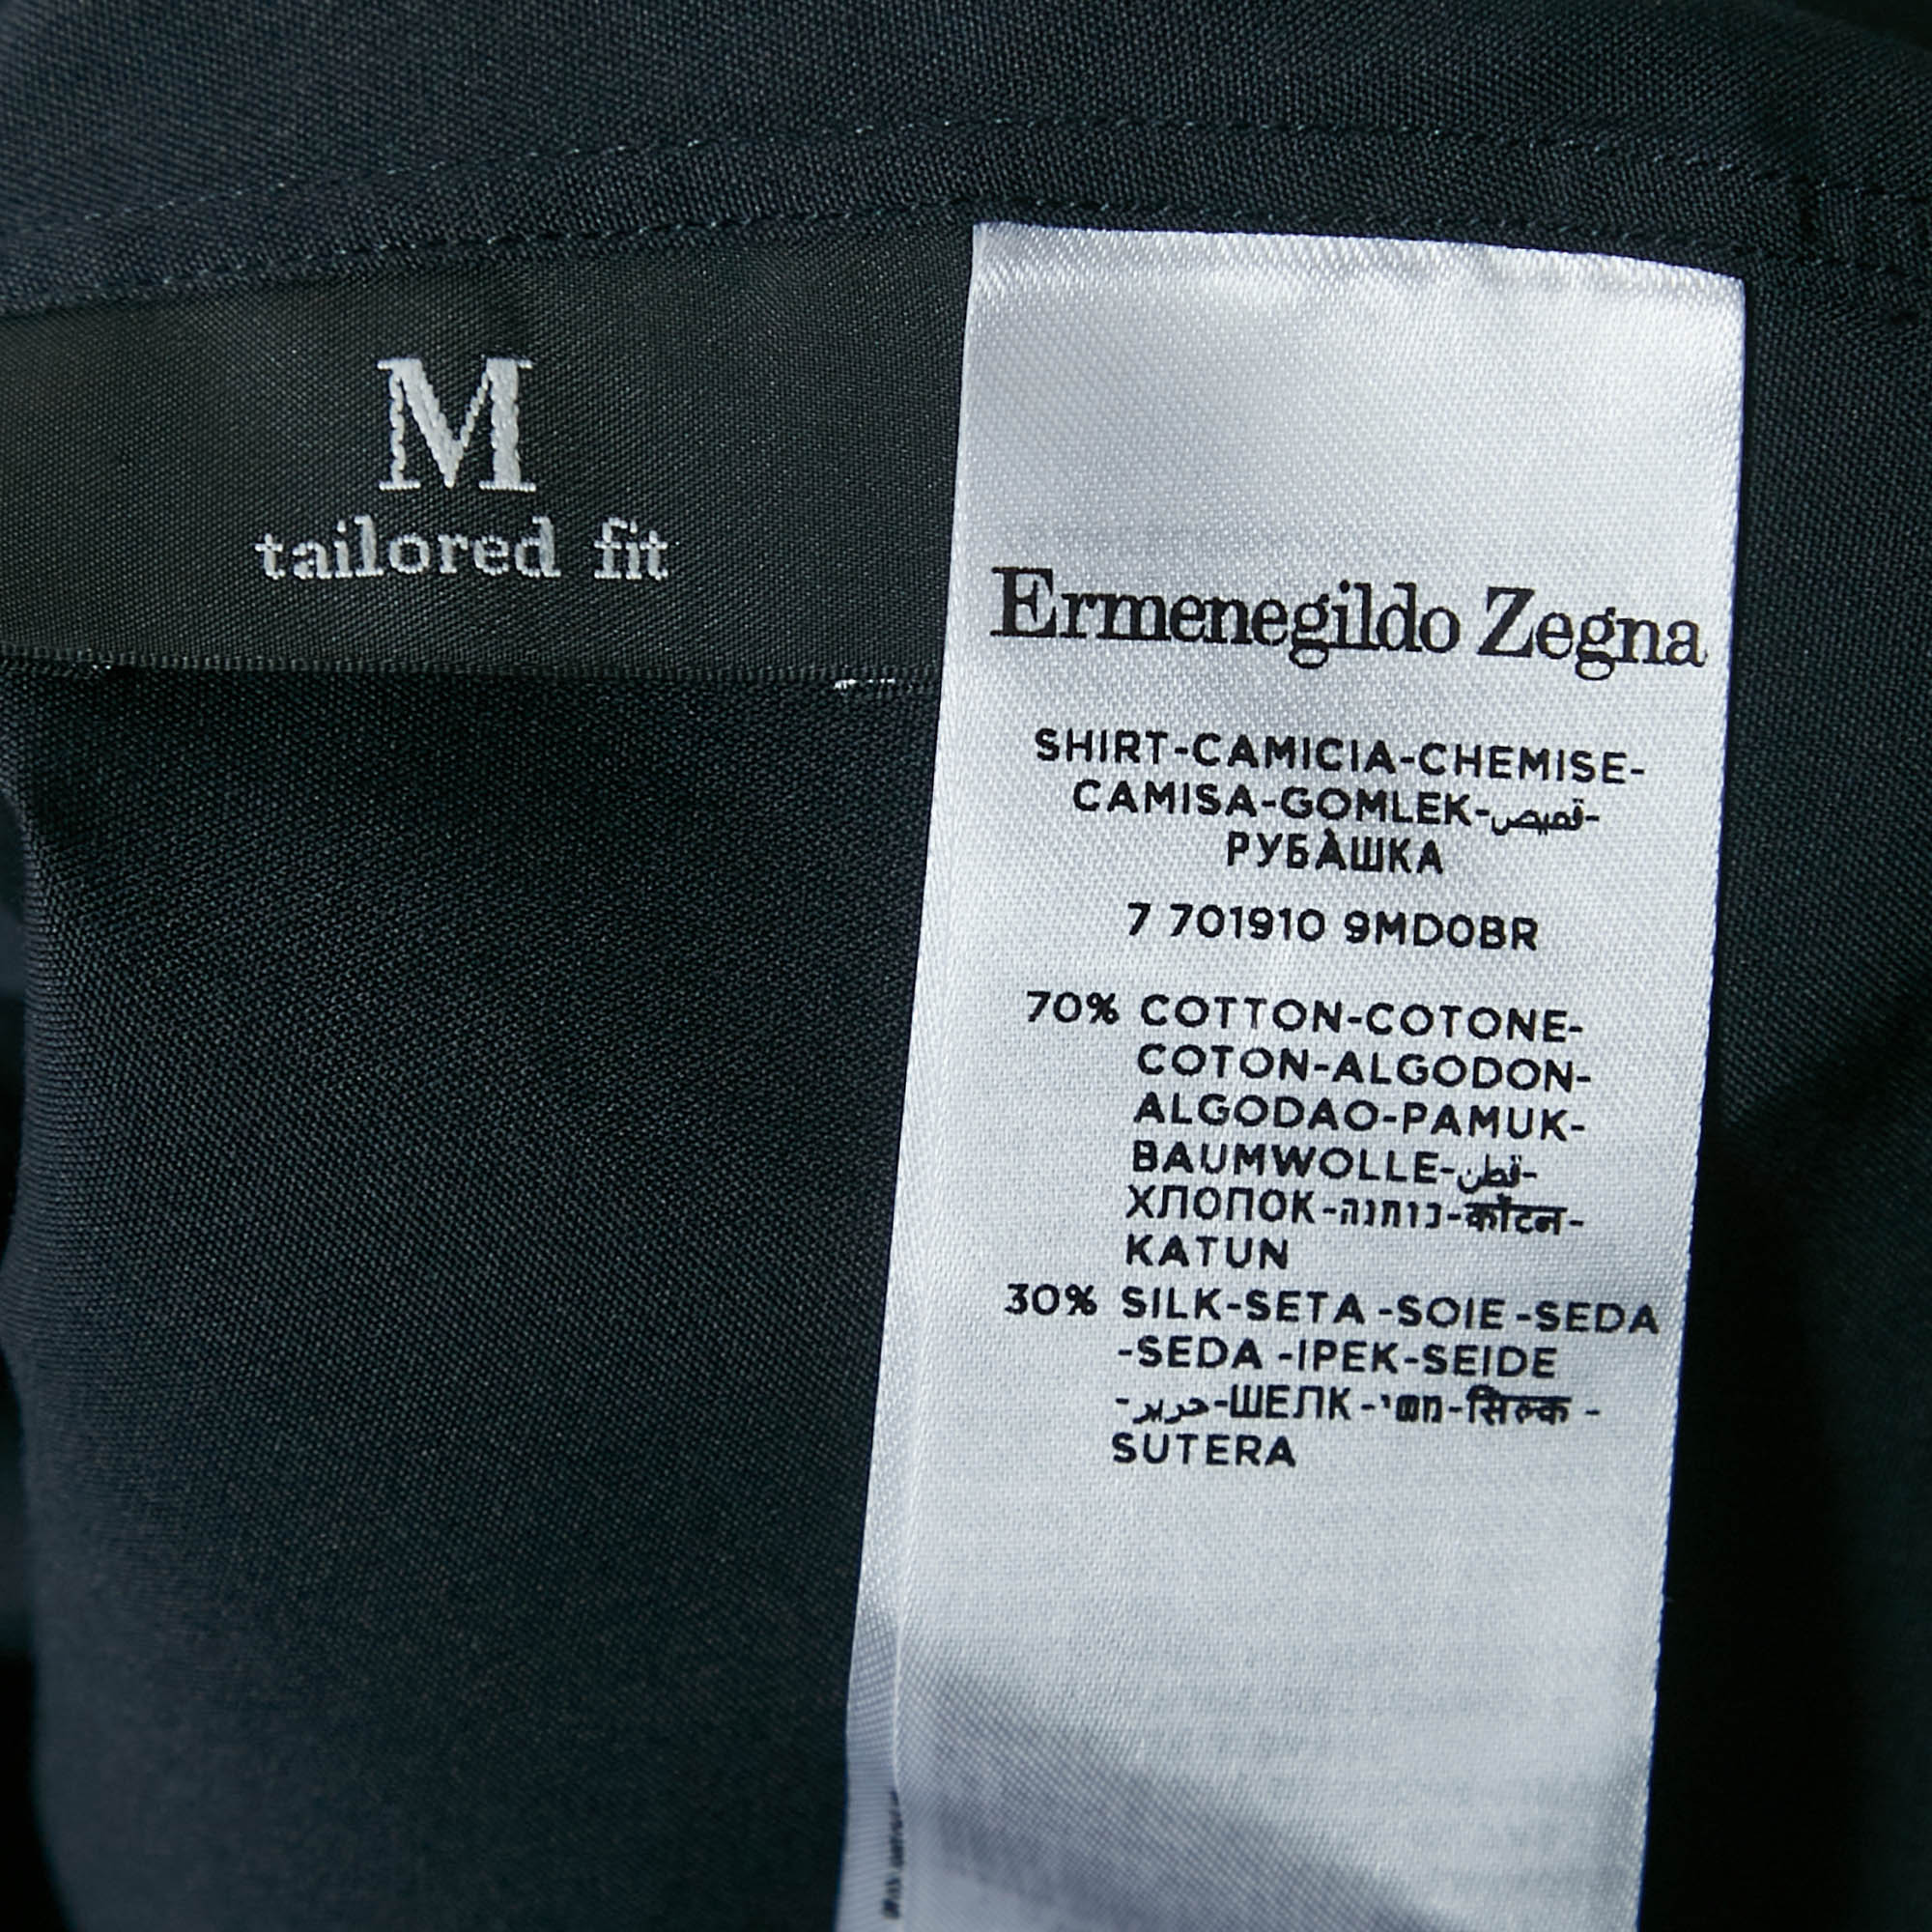 M
tailored fit
Ermenegildo Zegna
SHIRT-CAMICIA-CHEMISE-
CAMISA-GOMLEK-قميص-
РУБÀШКА
7 701910 9MD0BR
70% COTTON-COTONE-
COTON-ALGODON-
ALGODAO-PAMUK-
BAUMWOLLE-قطن-
ХЛОПОК-כותנה-कॉटन-
KATUN
30% SILK-SETA -SOIE -SEDA
-SEDA -IPEK-SEIDE
-حرير-ШЕЛК -משי-सिल्क -
SUTERA